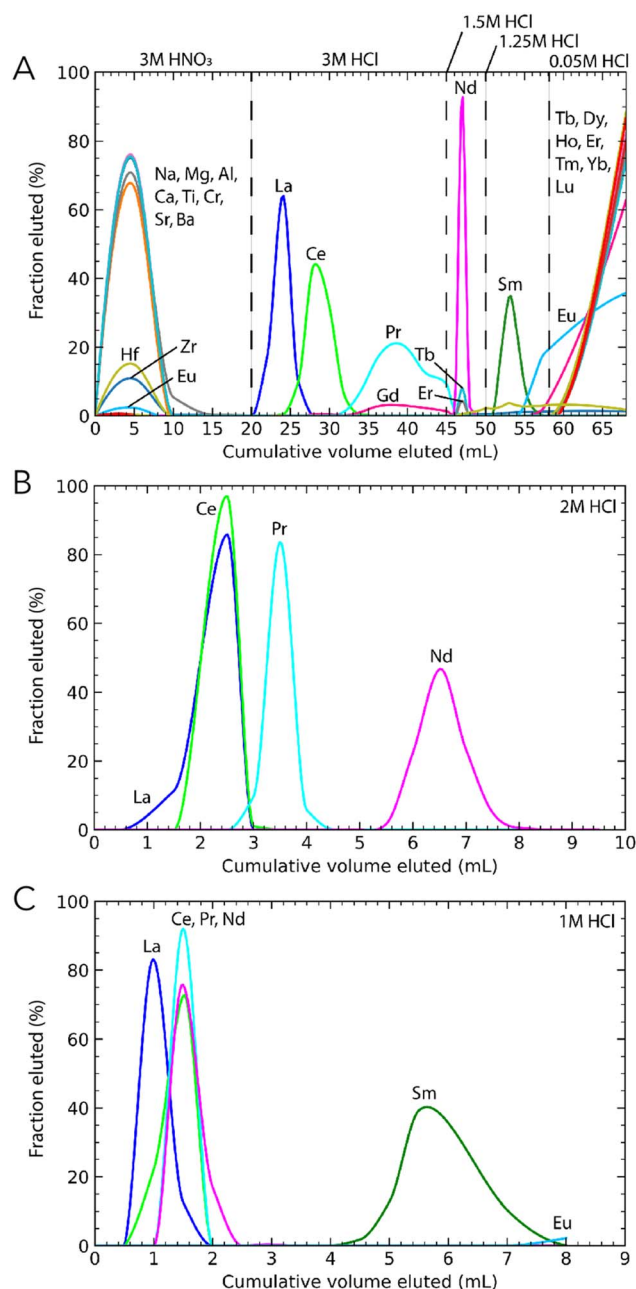 1.5M HCl
1.25M HCl
A
3M HNO₃
3M HCl
0.05M HCl
100
80
60
40
20
0
Fraction eluted (%)
Na, Mg, Al,
Ca, Ti, Cr,
Sr, Ba
Hf
Zr
Eu
La
Ce
Pr
Gd
Tb
Er
Nd
Sm
Eu
Tb, Dy,
Ho, Er,
Tm, Yb,
Lu
0 5 10 15 20 25 30 35 40 45 50 55 60 65
Cumulative volume eluted (mL)
B
2M HCl
100
80
60
40
20
0
Fraction eluted (%)
Ce
Pr
Nd
La
0 1 2 3 4 5 6 7 8 9 10
Cumulative volume eluted (mL)
C
1M HCl
100
80
60
40
20
0
Fraction eluted (%)
Ce, Pr, Nd
La
Sm
Eu
0 1 2 3 4 5 6 7 8 9
Cumulative volume eluted (mL)